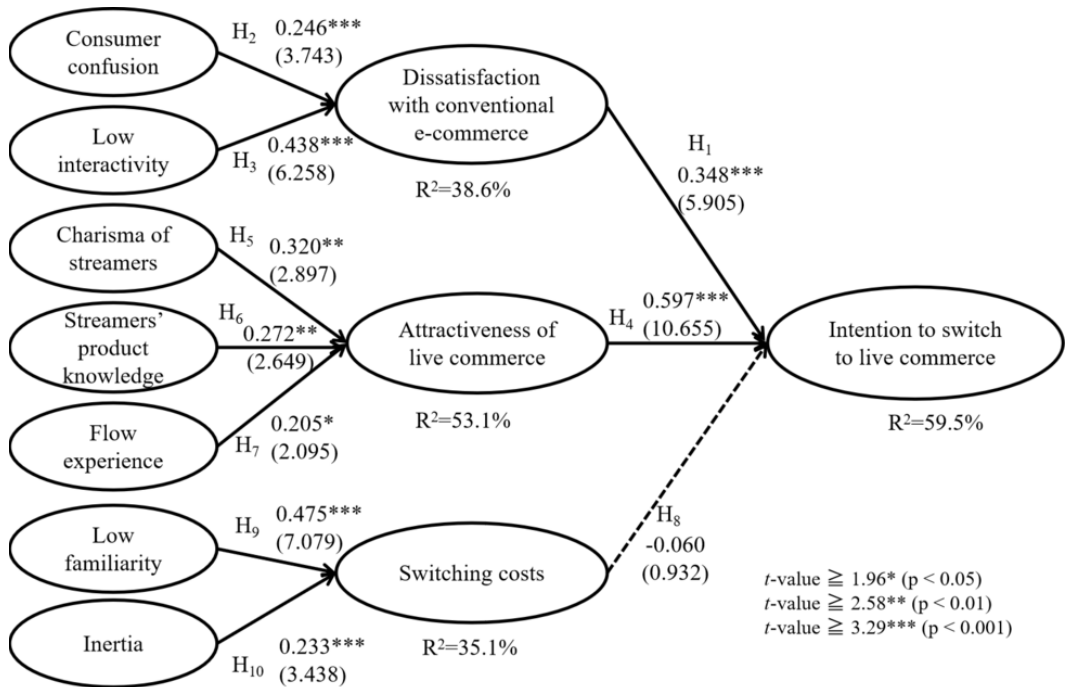 Consumer
confusion
H₂
0.246***
(3.743)
Low
interactivity
H₃
0.438***
(6.258)
Dissatisfaction
with conventional
e-commerce
R²=38.6%
H₁
0.348***
(5.905)
Charisma of
streamers
H₅
0.320**
(2.897)
Streamers’
product
knowledge
H₆
0.272**
(2.649)
Flow
experience
H₇
0.205*
(2.095)
Attractiveness of
live commerce
R²=53.1%
H₄
0.597***
(10.655)
Intention to switch
to live commerce
R²=59.5%
Low
familiarity
H₉
0.475***
(7.079)
Inertia
H₁₀
0.233***
(3.438)
Switching costs
R²=35.1%
H₈
-0.060
(0.932)
t-value ≧ 1.96* (p < 0.05)
t-value ≧ 2.58** (p < 0.01)
t-value ≧ 3.29*** (p < 0.001)